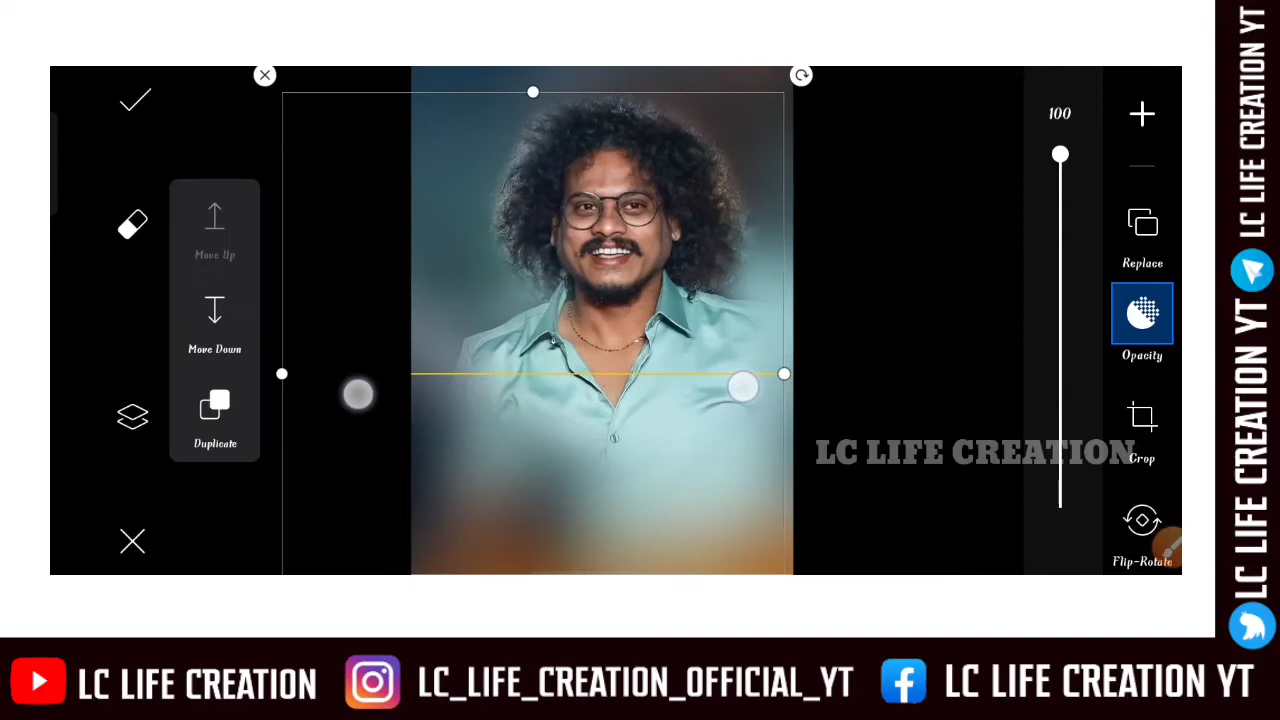 100
Move Up
Move Down
Duplicate
Replace
Opacity
Crop
Flip-Rotate
LC LIFE CREATION
LC LIFE CREATION YT
LC LIFE CREATION YT
LC LIFE CREATION
LC_LIFE_CREATION_OFFICIAL_YT
LC LIFE CREATION YT